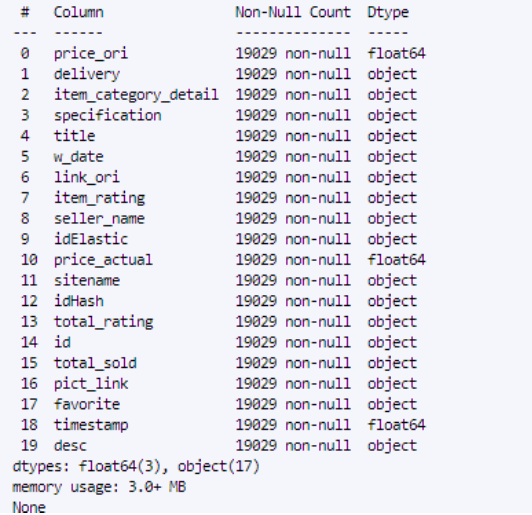 #   Column                Non-Null Count  Dtype
---  ------                --------------  -----
 0   price_ori             19029 non-null  float64
 1   delivery              19029 non-null  object
 2   item_category_detail  19029 non-null  object
 3   specification         19029 non-null  object
 4   title                 19029 non-null  object
 5   w_date                19029 non-null  object
 6   link_ori              19029 non-null  object
 7   item_rating           19029 non-null  object
 8   seller_name           19029 non-null  object
 9   idElastic             19029 non-null  object
 10  price_actual          19029 non-null  float64
 11  sitename              19029 non-null  object
 12  idHash                19029 non-null  object
 13  total_rating          19029 non-null  object
 14  id                    19029 non-null  object
 15  total_sold            19029 non-null  object
 16  pict_link             19029 non-null  object
 17  favorite              19029 non-null  object
 18  timestamp             19029 non-null  float64
 19  desc                  19029 non-null  object
dtypes: float64(3), object(17)
memory usage: 3.0+ MB
None